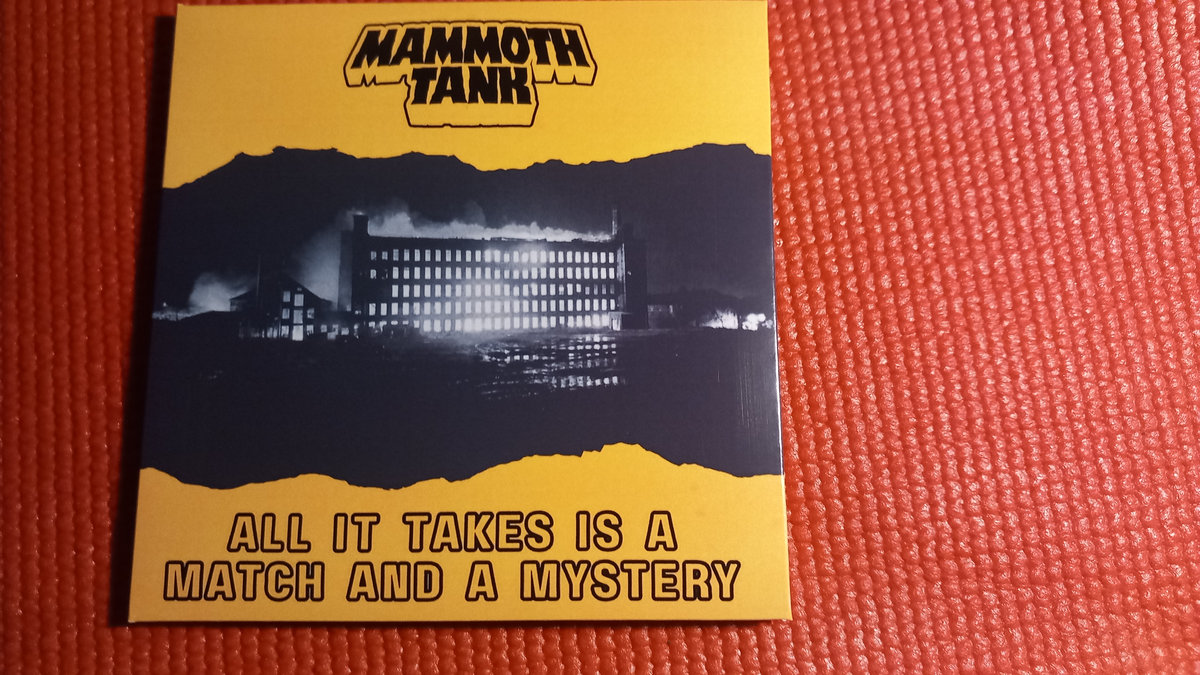 MAMMOTH
TANK
ALL IT TAKES IS A
MATCH AND A MYSTERY